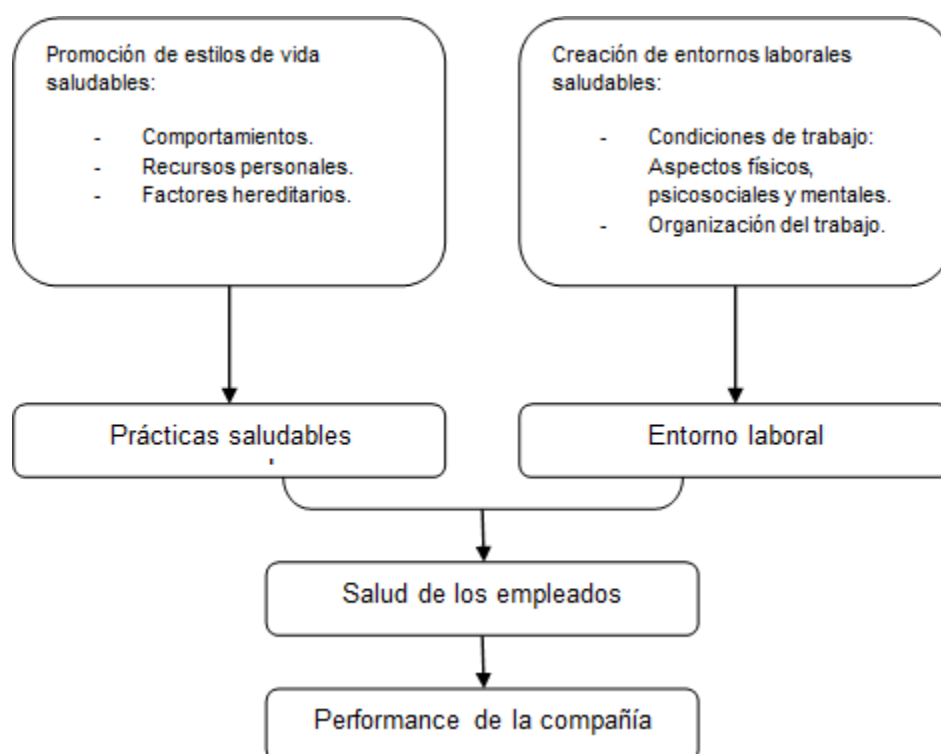 Promoción de estilos de vida
saludables:
- Comportamientos.
- Recursos personales.
- Factores hereditarios.
Creación de entornos laborales
saludables:
- Condiciones de trabajo:
Aspectos físicos,
psicosociales y mentales.
- Organización del trabajo.
Prácticas saludables
Entorno laboral
Salud de los empleados
Performance de la compañía